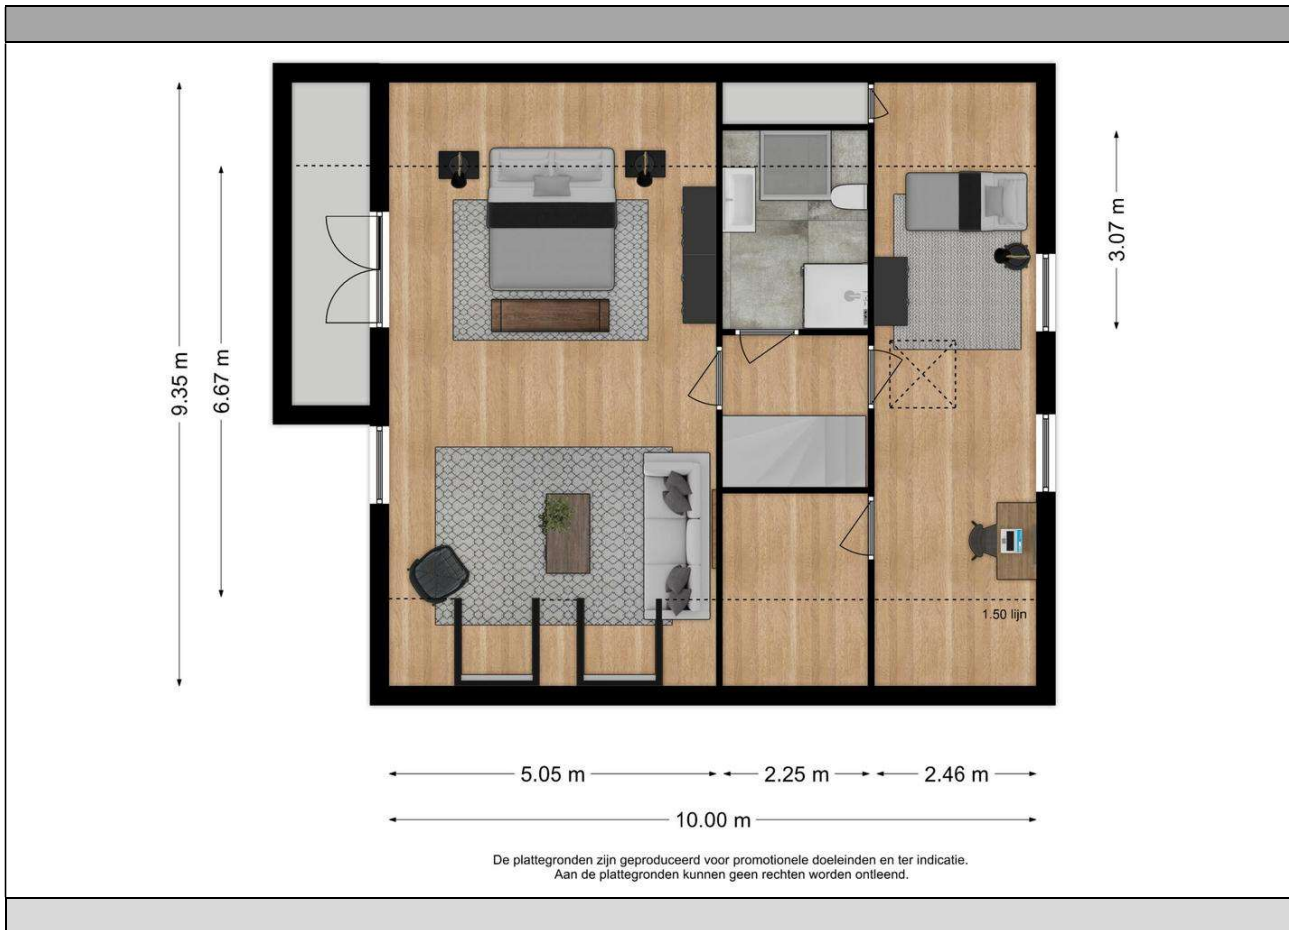 3.07 m
9.35 m
6.67 m
1.50 lijn
5.05 m
2.25 m
2.46 m
10.00 m
De plattegronden zijn geproduceerd voor promotionele doeleinden en ter indicatie.
Aan de plattegronden kunnen geen rechten worden ontleend.